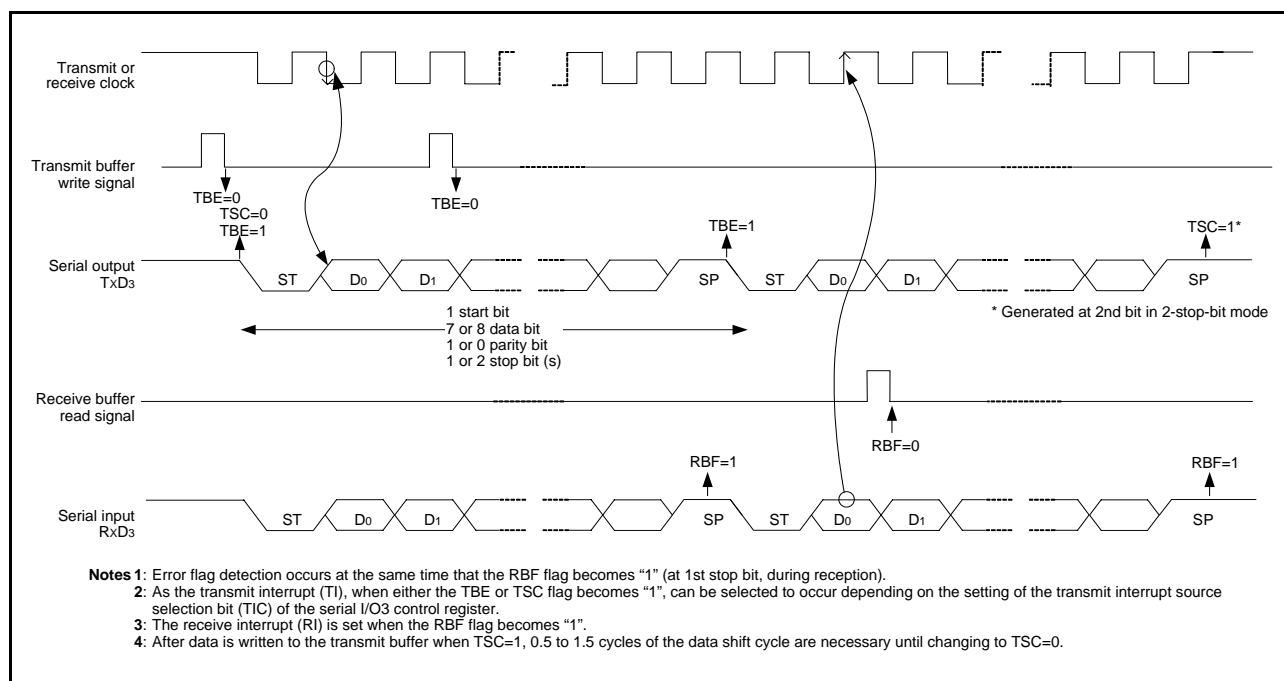 Transmit or
receive clock
Transmit buffer
write signal
TBE=0
TSC=0
TBE=1
TBE=0
TBE=1
TSC=1*
Serial output
TxD3
ST
D0
D1
SP
ST
D0
D1
SP
1 start bit
7 or 8 data bit
1 or 0 parity bit
1 or 2 stop bit (s)
* Generated at 2nd bit in 2-stop-bit mode
Receive buffer
read signal
RBF=0
RBF=1
RBF=1
Serial input
RxD3
ST
D0
D1
SP
ST
D0
D1
SP
Notes 1: Error flag detection occurs at the same time that the RBF flag becomes “1” (at 1st stop bit, during reception).
2: As the transmit interrupt (TI), when either the TBE or TSC flag becomes “1”, can be selected to occur depending on the setting of the transmit interrupt source
selection bit (TIC) of the serial I/O3 control register.
3: The receive interrupt (RI) is set when the RBF flag becomes “1”.
4: After data is written to the transmit buffer when TSC=1, 0.5 to 1.5 cycles of the data shift cycle are necessary until changing to TSC=0.